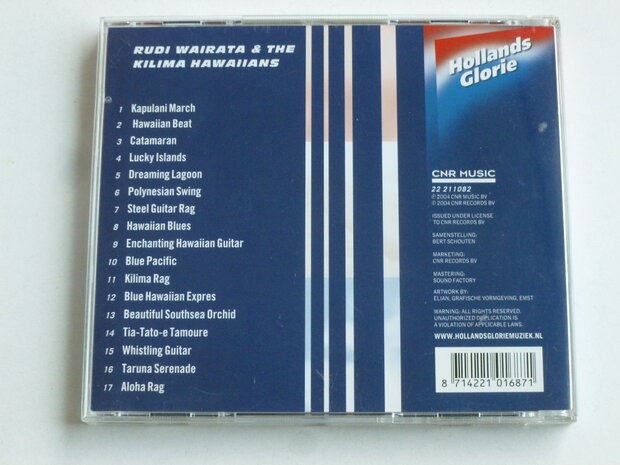 RUDI WAIRATA & THE
KILIMA HAWAIIANS
1 Kapulani March
2 Hawaiian Beat
3 Catamaran
4 Lucky Islands
5 Dreaming Lagoon
6 Polynesian Swing
7 Steel Guitar Rag
8 Hawaiian Blues
9 Enchanting Hawaiian Guitar
10 Blue Pacific
11 Kilima Rag
12 Blue Hawaiian Expres
13 Beautiful Southsea Orchid
14 Tia-Tato-e Tamoure
15 Whistling Guitar
16 Taruna Serenade
17 Aloha Rag
Hollands
Glorie
CNR MUSIC
22 211082
℗ 2004 CNR MUSIC BV
© 2004 CNR RECORDS BV
ISSUED UNDER LICENSE
TO CNR RECORDS BV
SAMENSTELLING:
BERT SCHOUTEN
MARKETING:
CNR RECORDS BV
MASTERING:
SOUND FACTORY
ARTWORK BY:
ELIAN, GRAFISCHE VORMGEVING, EMST
WARNING: ALL RIGHTS RESERVED.
UNAUTHORIZED DUPLICATION IS
A VIOLATION OF APPLICABLE LAWS.
WWW.HOLLANDSGLORIEMUZIEK.NL
8 714221 016871